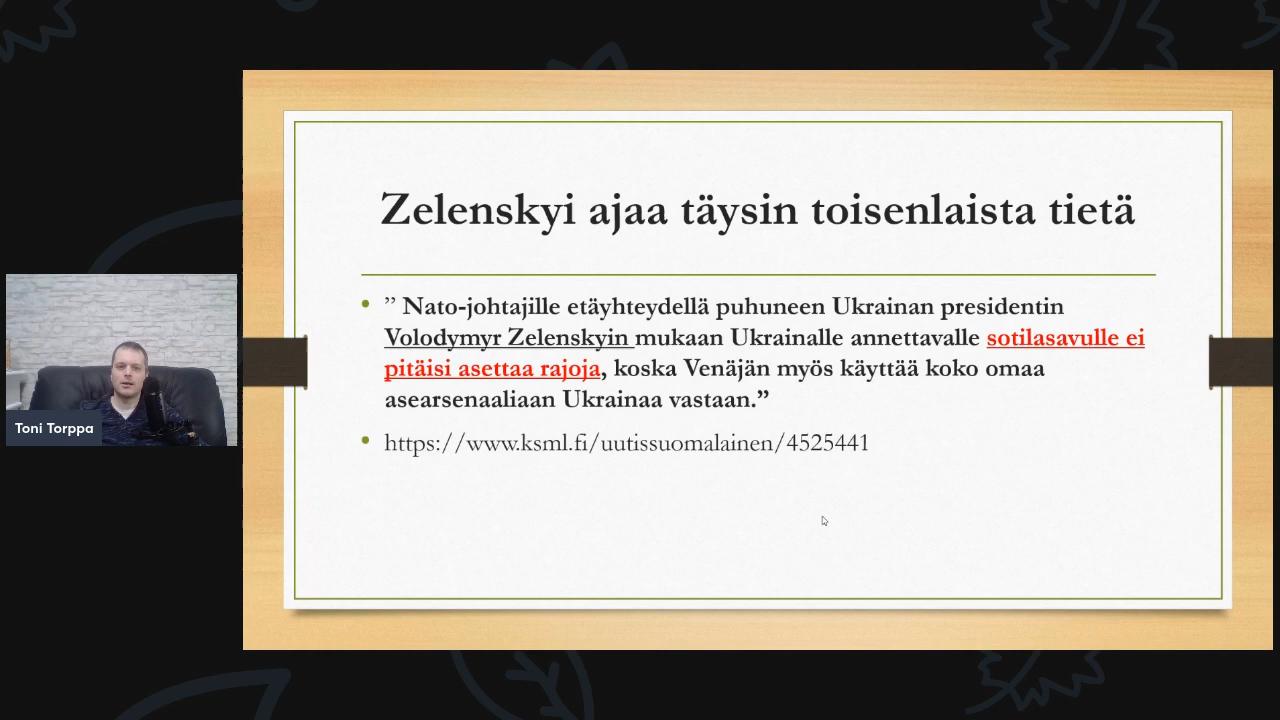 Zelenskyi ajaa täysin toisenlaista tietä
” Nato-johtajille etäyhteydellä puhuneen Ukrainan presidentin
Volodymyr Zelenskyin mukaan Ukrainalle annettavalle sotilasavulle ei
pitäisi asettaa rajoja, koska Venäjän myös käyttää koko omaa
asearsenaaliaan Ukrainaa vastaan.”
https://www.ksml.fi/uutissuomalainen/4525441
Toni Torppa